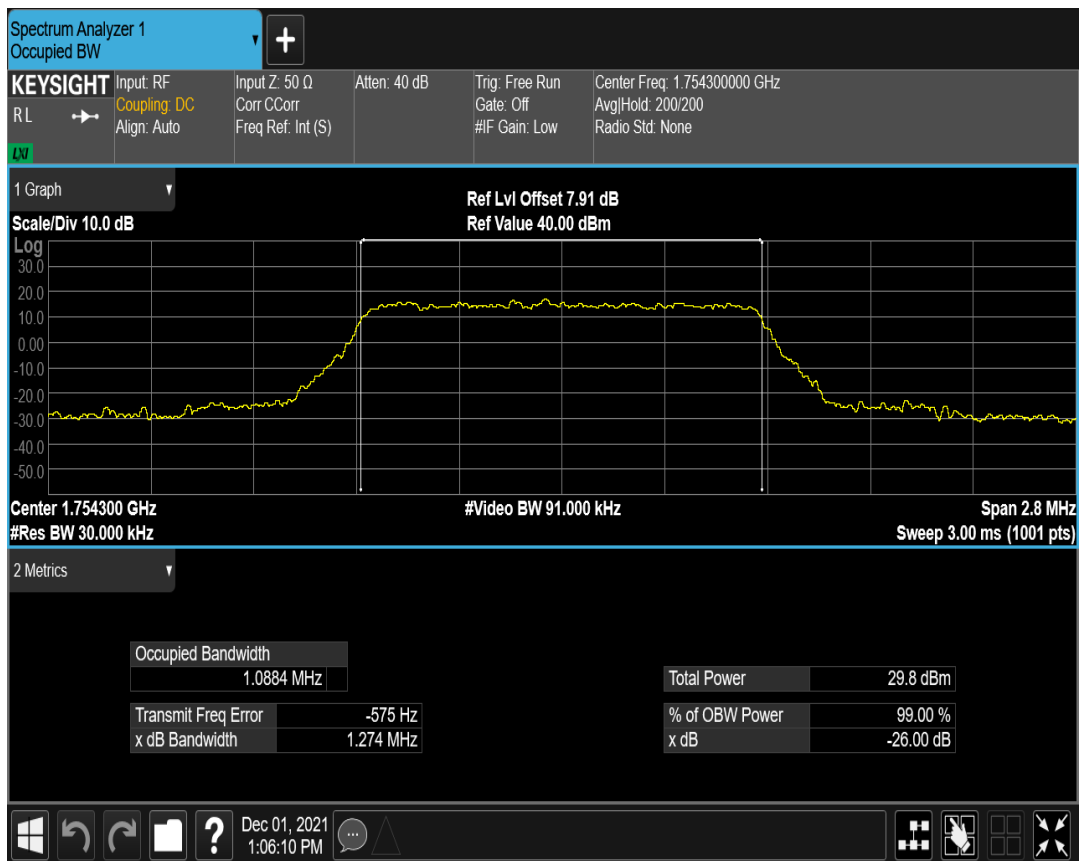 Spectrum Analyzer 1
Occupied BW
+
KEYSIGHT
RL
LXI
Input: RF
Coupling: DC
Align: Auto
Input Z: 50 Ω
Corr CCorr
Freq Ref: Int (S)
Atten: 40 dB
Trig: Free Run
Gate: Off
#IF Gain: Low
Center Freq: 1.754300000 GHz
Avg|Hold: 200/200
Radio Std: None
1 Graph
Scale/Div 10.0 dB
Ref Lvl Offset 7.91 dB
Ref Value 40.00 dBm
Log
30.0
20.0
10.0
0.00
-10.0
-20.0
-30.0
-40.0
-50.0
Center 1.754300 GHz
#Video BW 91.000 kHz
Span 2.8 MHz
#Res BW 30.000 kHz
Sweep 3.00 ms (1001 pts)
2 Metrics
Occupied Bandwidth
1.0884 MHz
Total Power 29.8 dBm
Transmit Freq Error -575 Hz
% of OBW Power 99.00 %
x dB Bandwidth 1.274 MHz
x dB -26.00 dB
?
Dec 01, 2021
1:06:10 PM